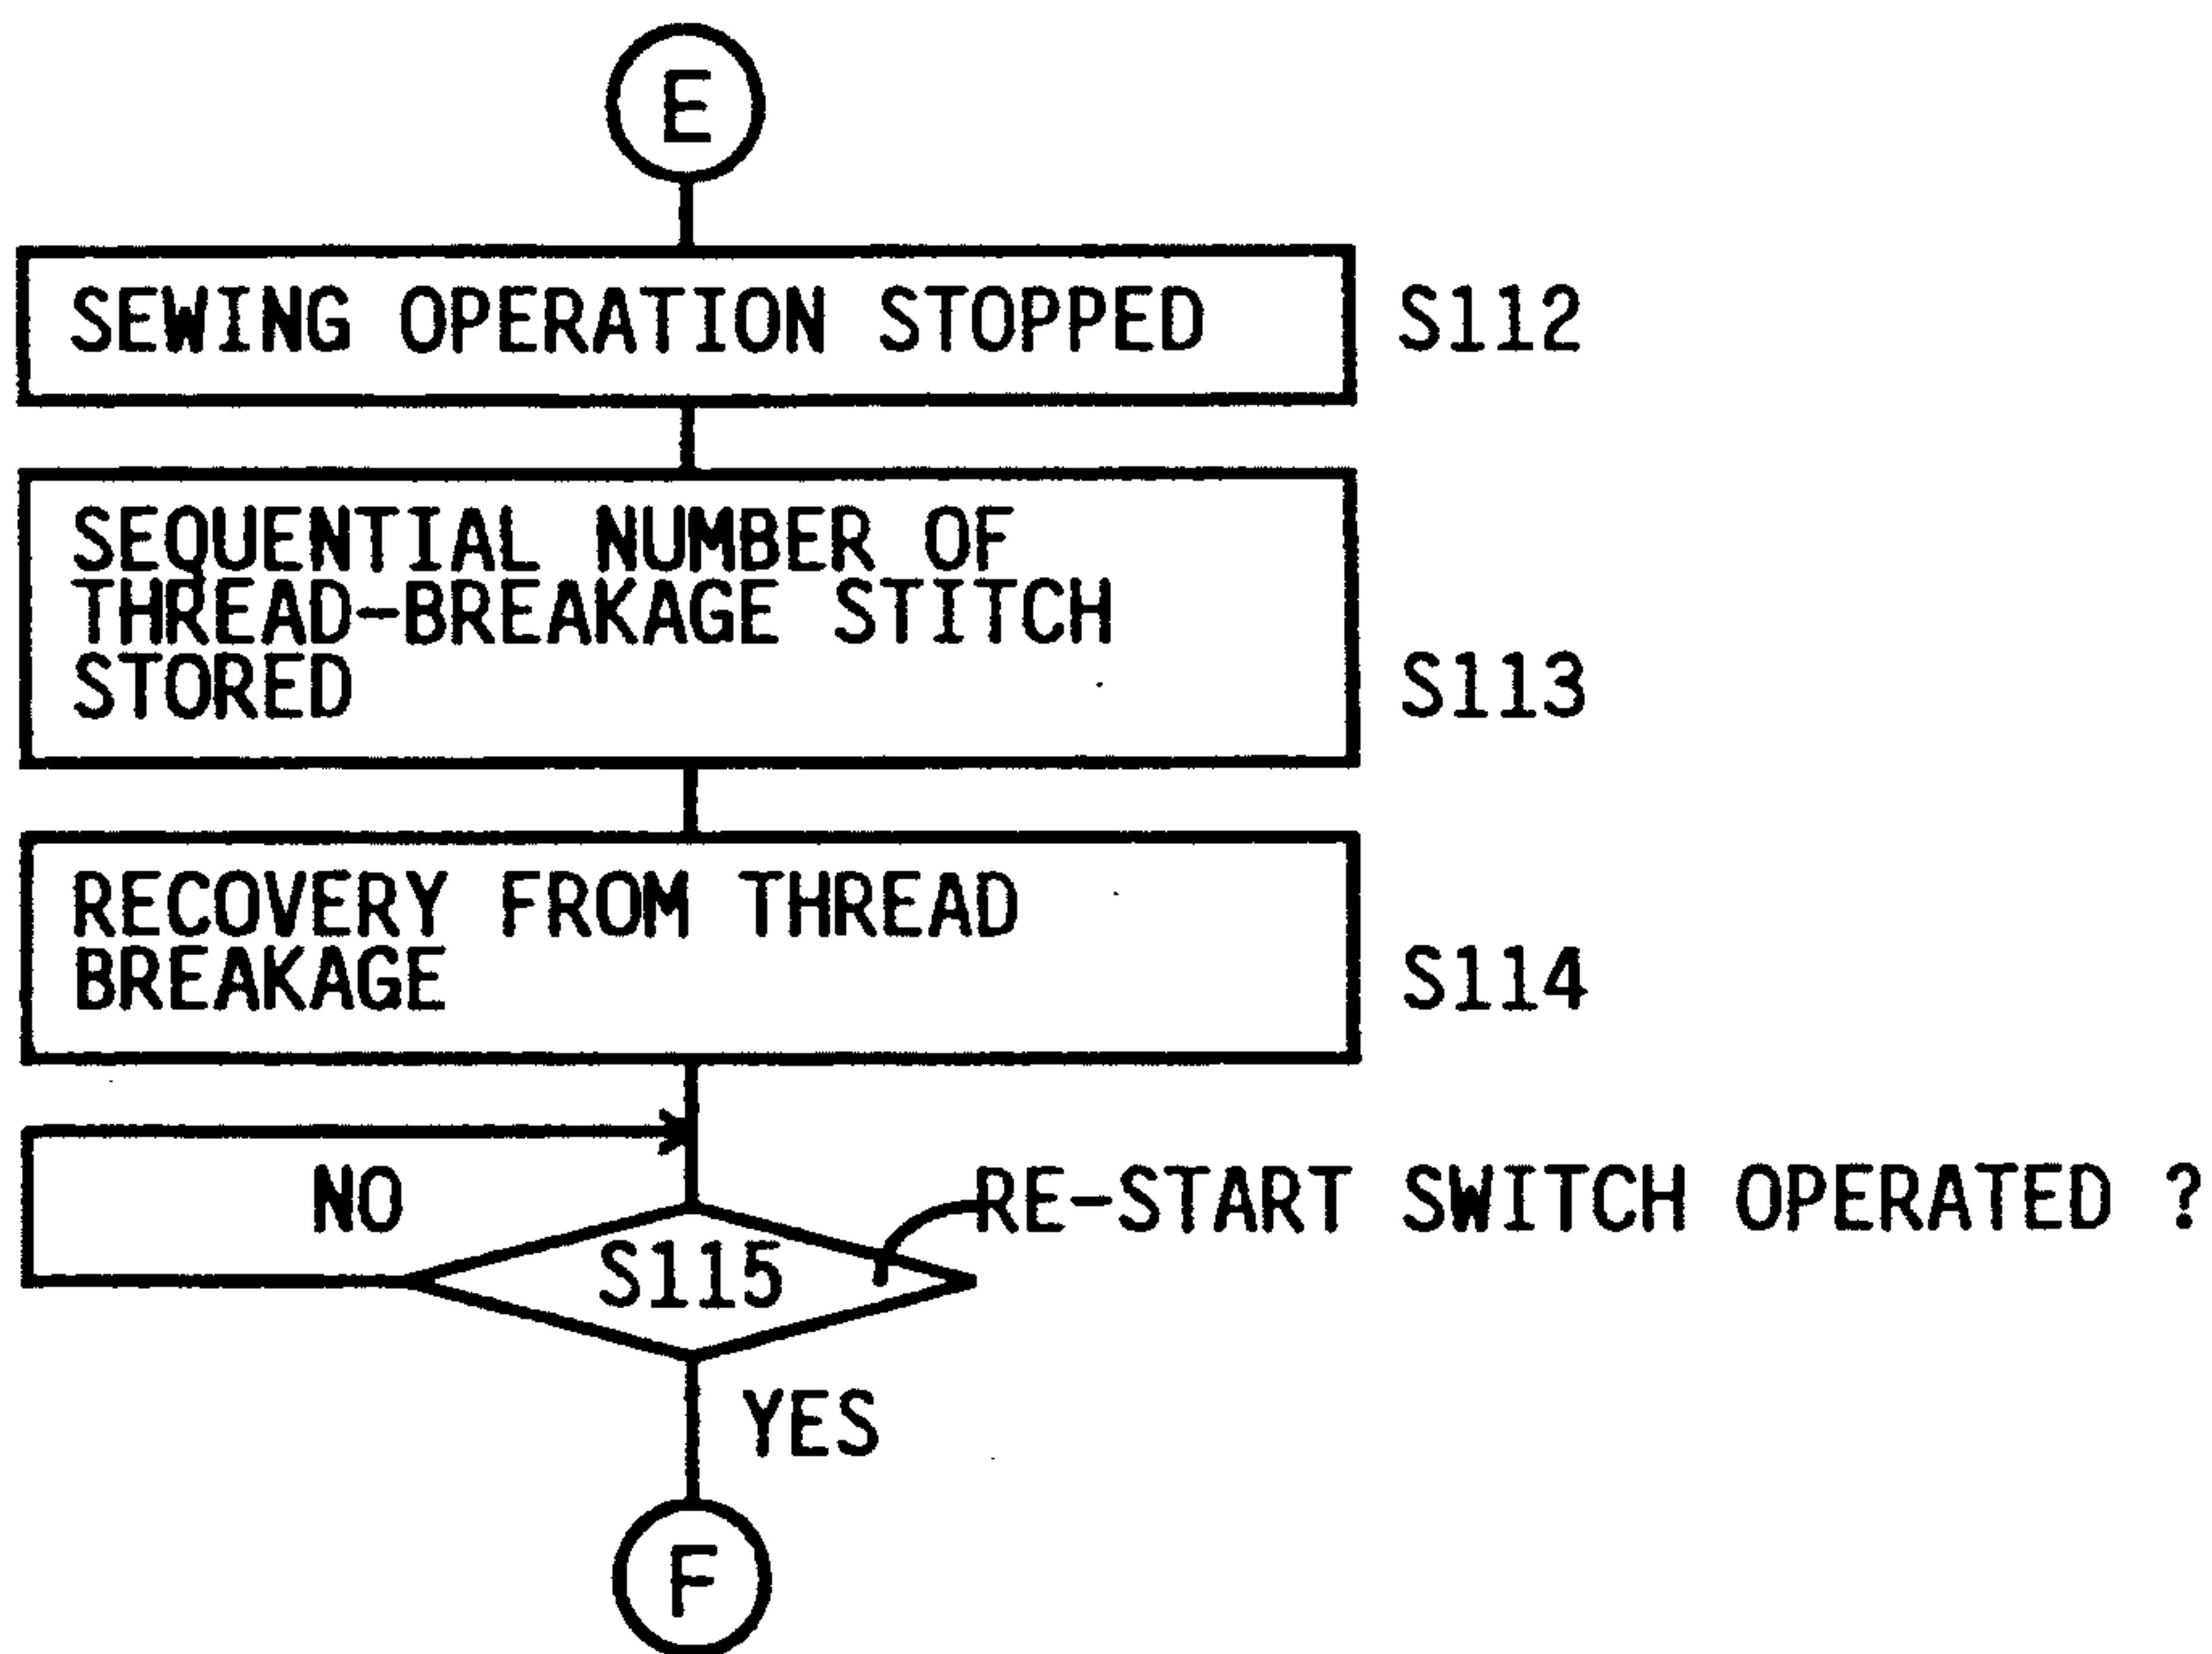 E
SEWING OPERATION STOPPED S112
SEQUENTIAL NUMBER OF
THREAD-BREAKAGE STITCH
STORED S113
RECOVERY FROM THREAD
BREAKAGE S114
NO RE-START SWITCH OPERATED ?
S115
YES
F